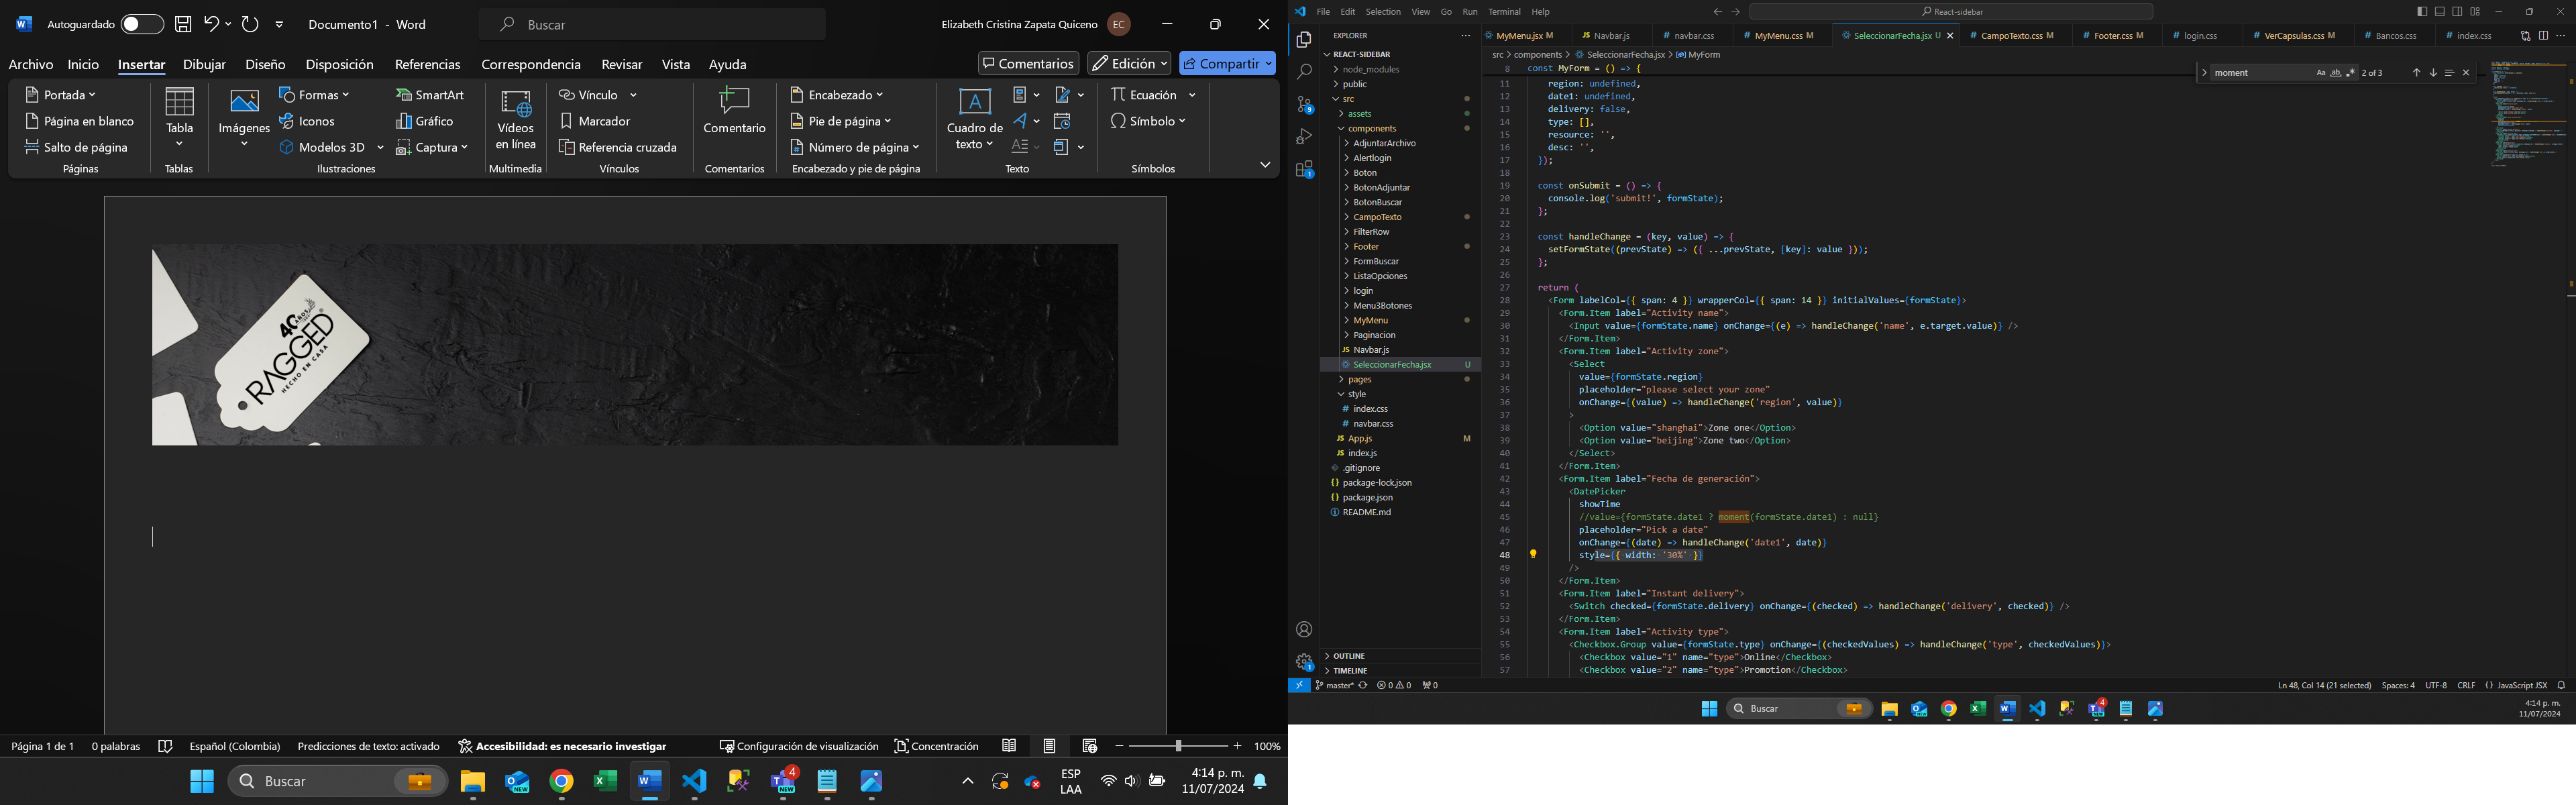 Autoguardado
Documento1 - Word
Buscar
Elizabeth Cristina Zapata Quiceno
EC
Archivo Inicio Insertar Dibujar Diseño Disposición Referencias Correspondencia Revisar Vista Ayuda
Comentarios Edición Compartir
Portada
Página en blanco
Salto de página
Páginas
Tabla
Tablas
Imágenes
Formas
Iconos
Modelos 3D
SmartArt
Gráfico
Captura
Ilustraciones
Vídeos
en línea
Multimedia
Vínculo
Marcador
Referencia cruzada
Vínculos
Comentario
Comentarios
Encabezado
Pie de página
Número de página
Encabezado y pie de página
Cuadro de
texto
Texto
Ecuación
Símbolo
Símbolos
40 AÑOS
RAGGED
HECHO EN CASA
Página 1 de 1 0 palabras Español (Colombia) Predicciones de texto: activado Accesibilidad: es necesario investigar Configuración de visualización Concentración 100%
Buscar
NEW
4
NEW
ESP
LAA
4:14 p. m.
11/07/2024
File Edit Selection View Go Run Terminal Help
React-sidebar
EXPLORER
MyMenu.jsx M Navbar.js navbar.css MyMenu.css M SeleccionarFecha.jsx U CampoTexto.css M Footer.css M login.css VerCapsulas.css M Bancos.css index.css
src > components > SeleccionarFecha.jsx > MyForm
moment Aa ab 2 of 3
9
1
1
REACT-SIDEBAR
node_modules
public
src
assets
components
AdjuntarArchivo
Alertlogin
Boton
BotonAdjuntar
BotonBuscar
CampoTexto
FilterRow
Footer
FormBuscar
ListaOpciones
login
Menu3Botones
MyMenu
Paginacion
JS Navbar.js
SeleccionarFecha.jsx U
pages
style
# index.css
# navbar.css
JS App.js M
JS index.js
.gitignore
{} package-lock.json
{} package.json
README.md
OUTLINE
TIMELINE
8 const MyForm = () => {
11 region: undefined,
12 date1: undefined,
13 delivery: false,
14 type: [],
15 resource: '',
16 desc: '',
17 });
18
19 const onSubmit = () => {
20 console.log('submit!', formState);
21 };
22
23 const handleChange = (key, value) => {
24 setFormState((prevState) => ({ ...prevState, [key]: value }));
25 };
26
27 return (
28 <Form labelCol={{ span: 4 }} wrapperCol={{ span: 14 }} initialValues={formState}>
29 <Form.Item label="Activity name">
30 <Input value={formState.name} onChange={(e) => handleChange('name', e.target.value)} />
31 </Form.Item>
32 <Form.Item label="Activity zone">
33 <Select
34 value={formState.region}
35 placeholder="please select your zone"
36 onChange={(value) => handleChange('region', value)}
37 >
38 <Option value="shanghai">Zone one</Option>
39 <Option value="beijing">Zone two</Option>
40 </Select>
41 </Form.Item>
42 <Form.Item label="Fecha de generación">
43 <DatePicker
44 showTime
45 //value={formState.date1 ? moment(formState.date1) : null}
46 placeholder="Pick a date"
47 onChange={(date) => handleChange('date1', date)}
48 style={{ width: '30%' }}
49 />
50 </Form.Item>
51 <Form.Item label="Instant delivery">
52 <Switch checked={formState.delivery} onChange={(checked) => handleChange('delivery', checked)} />
53 </Form.Item>
54 <Form.Item label="Activity type">
55 <Checkbox.Group value={formState.type} onChange={(checkedValues) => handleChange('type', checkedValues)}>
56 <Checkbox value="1" name="type">Online</Checkbox>
57 <Checkbox value="2" name="type">Promotion</Checkbox>
master* 0 0 0 Ln 48, Col 14 (21 selected) Spaces: 4 UTF-8 CRLF {} JavaScript JSX
Buscar
4
4:14 p. m.
11/07/2024